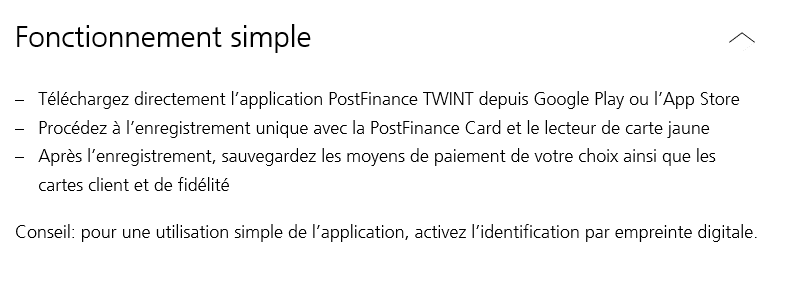 Fonctionnement simple
– Téléchargez directement l’application PostFinance TWINT depuis Google Play ou l’App Store
– Procédez à l’enregistrement unique avec la PostFinance Card et le lecteur de carte jaune
– Après l’enregistrement, sauvegardez les moyens de paiement de votre choix ainsi que les
cartes client et de fidélité
Conseil: pour une utilisation simple de l’application, activez l’identification par empreinte digitale.